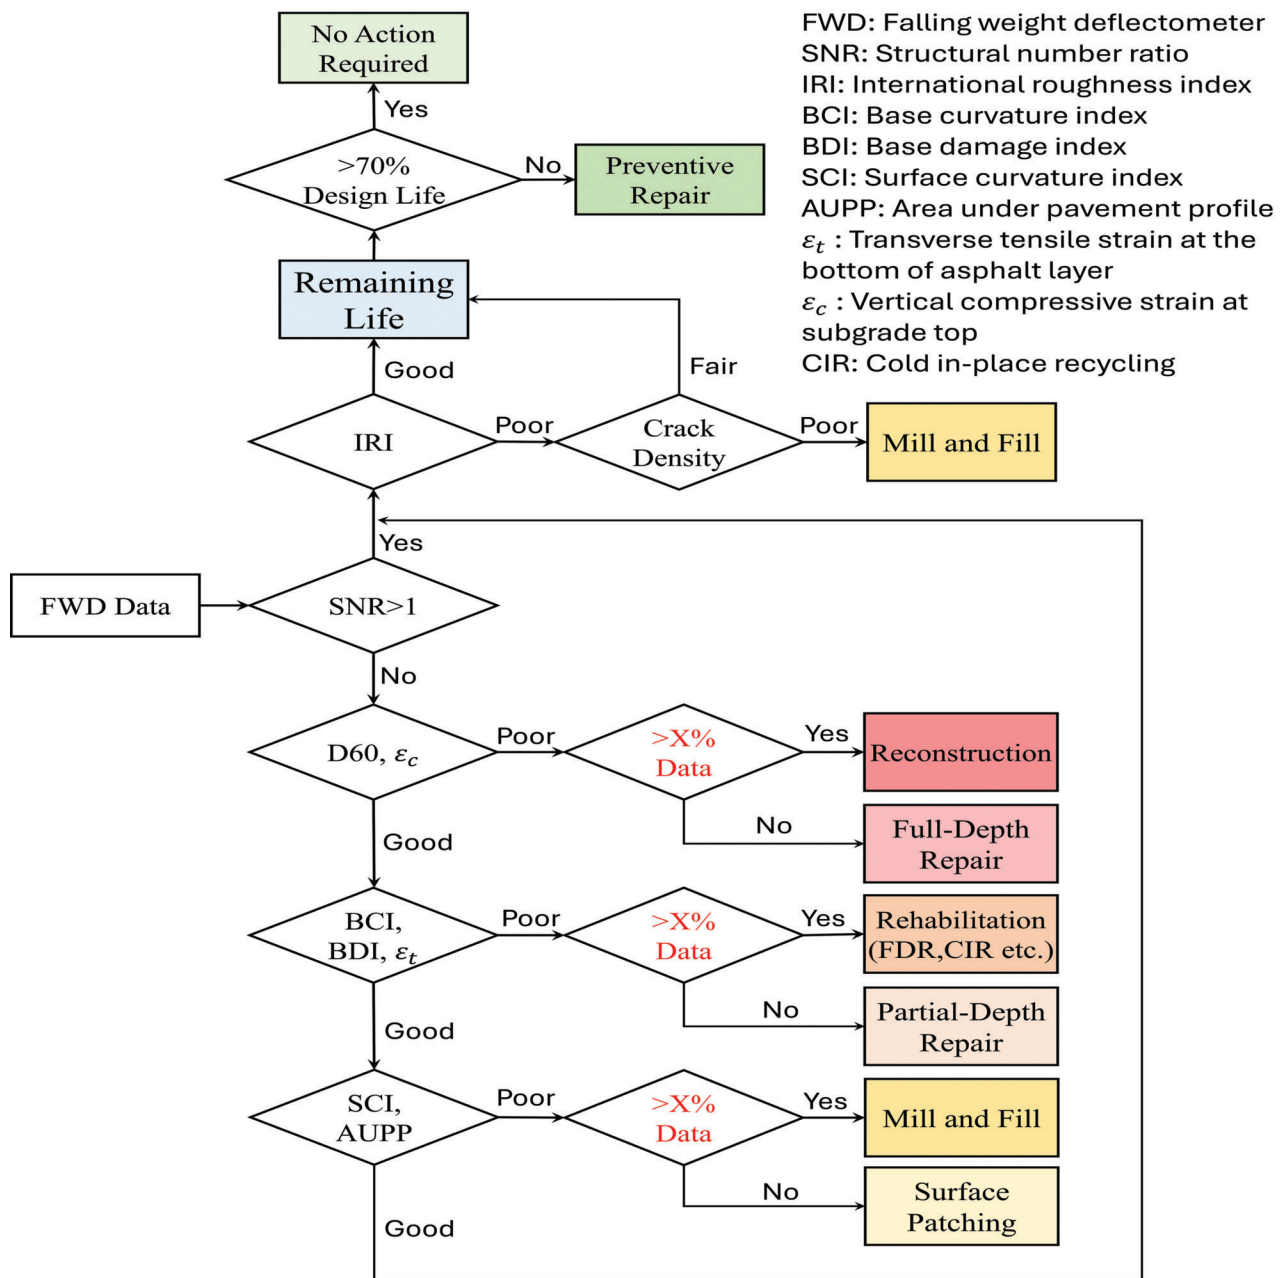 No Action
Required
Yes
>70%
Design Life
No
Preventive
Repair
Remaining
Life
Good
Fair
IRI
Poor
Crack
Density
Poor
Mill and Fill
Yes
FWD Data
SNR>1
No
D60, εc
Poor
>X%
Data
Yes
Reconstruction
No
Full-Depth
Repair
Good
BCI,
BDI, εt
Poor
>X%
Data
Yes
Rehabilitation
(FDR,CIR etc.)
No
Partial-Depth
Repair
Good
SCI,
AUPP
Poor
>X%
Data
Yes
Mill and Fill
No
Surface
Patching
Good
FWD: Falling weight deflectometer
SNR: Structural number ratio
IRI: International roughness index
BCI: Base curvature index
BDI: Base damage index
SCI: Surface curvature index
AUPP: Area under pavement profile
εt : Transverse tensile strain at the
bottom of asphalt layer
εc : Vertical compressive strain at
subgrade top
CIR: Cold in-place recycling